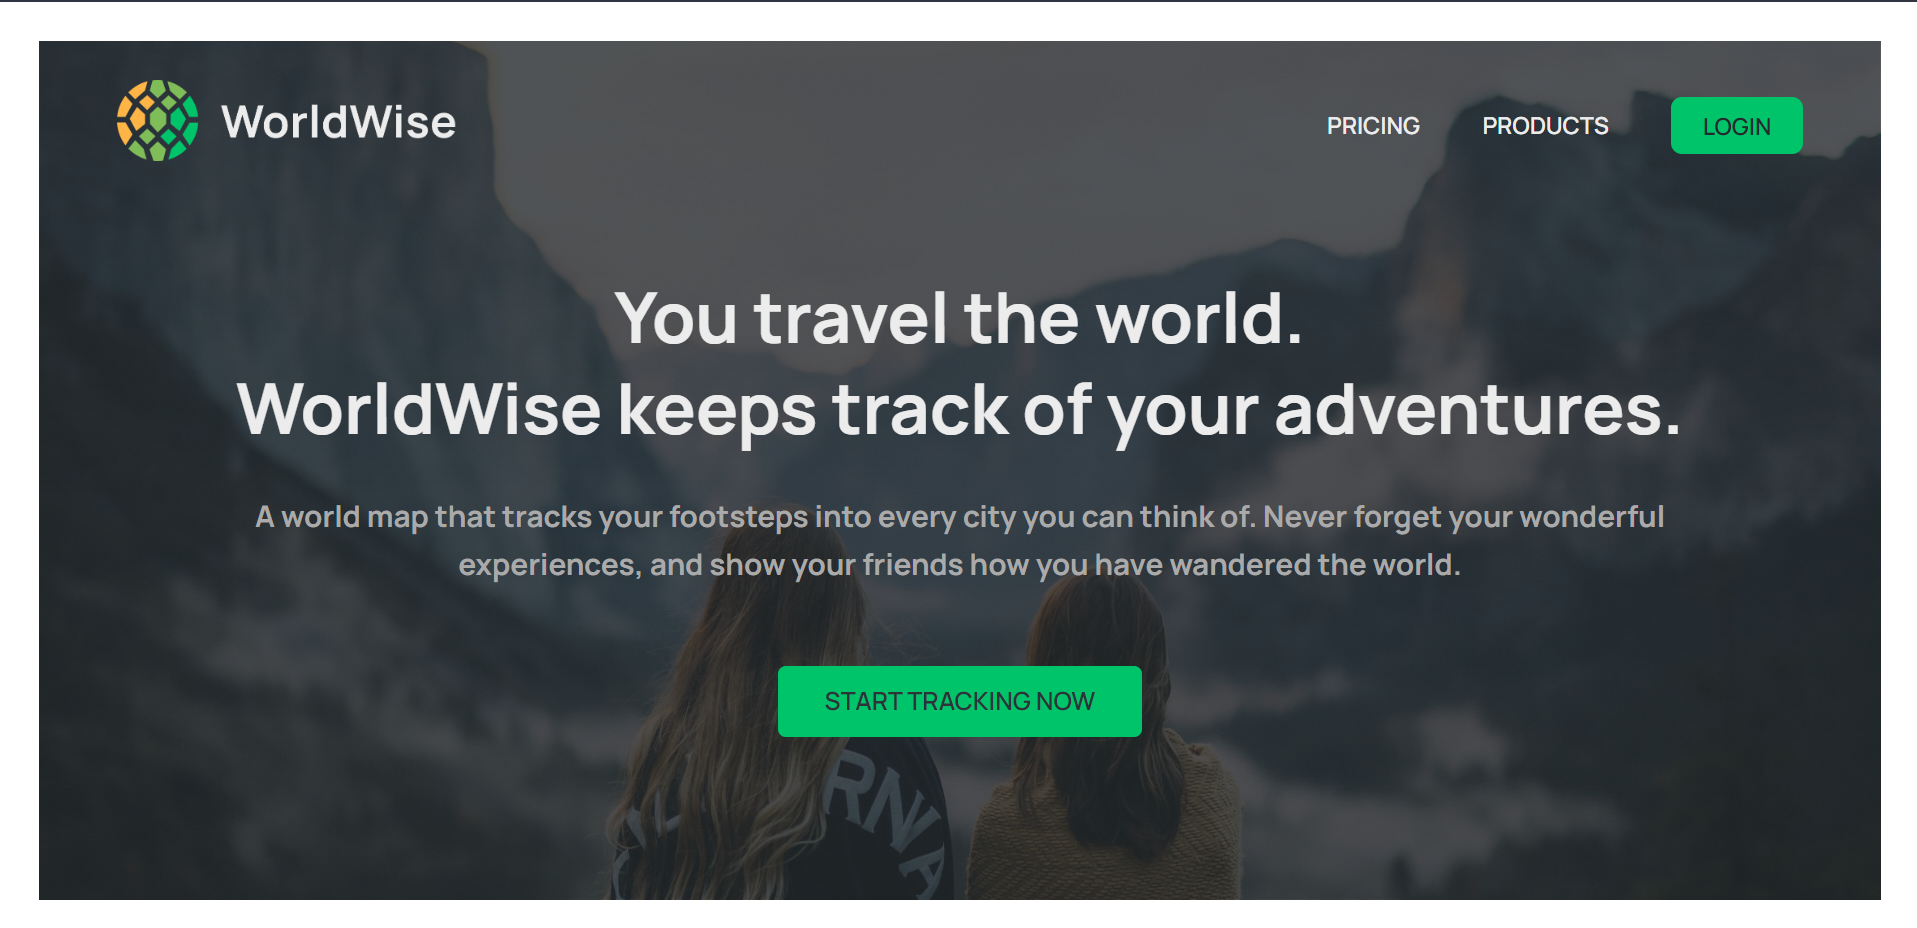 WorldWise
PRICING
PRODUCTS
LOGIN
You travel the world.
WorldWise keeps track of your adventures.
A world map that tracks your footsteps into every city you can think of. Never forget your wonderful
experiences, and show your friends how you have wandered the world.
START TRACKING NOW